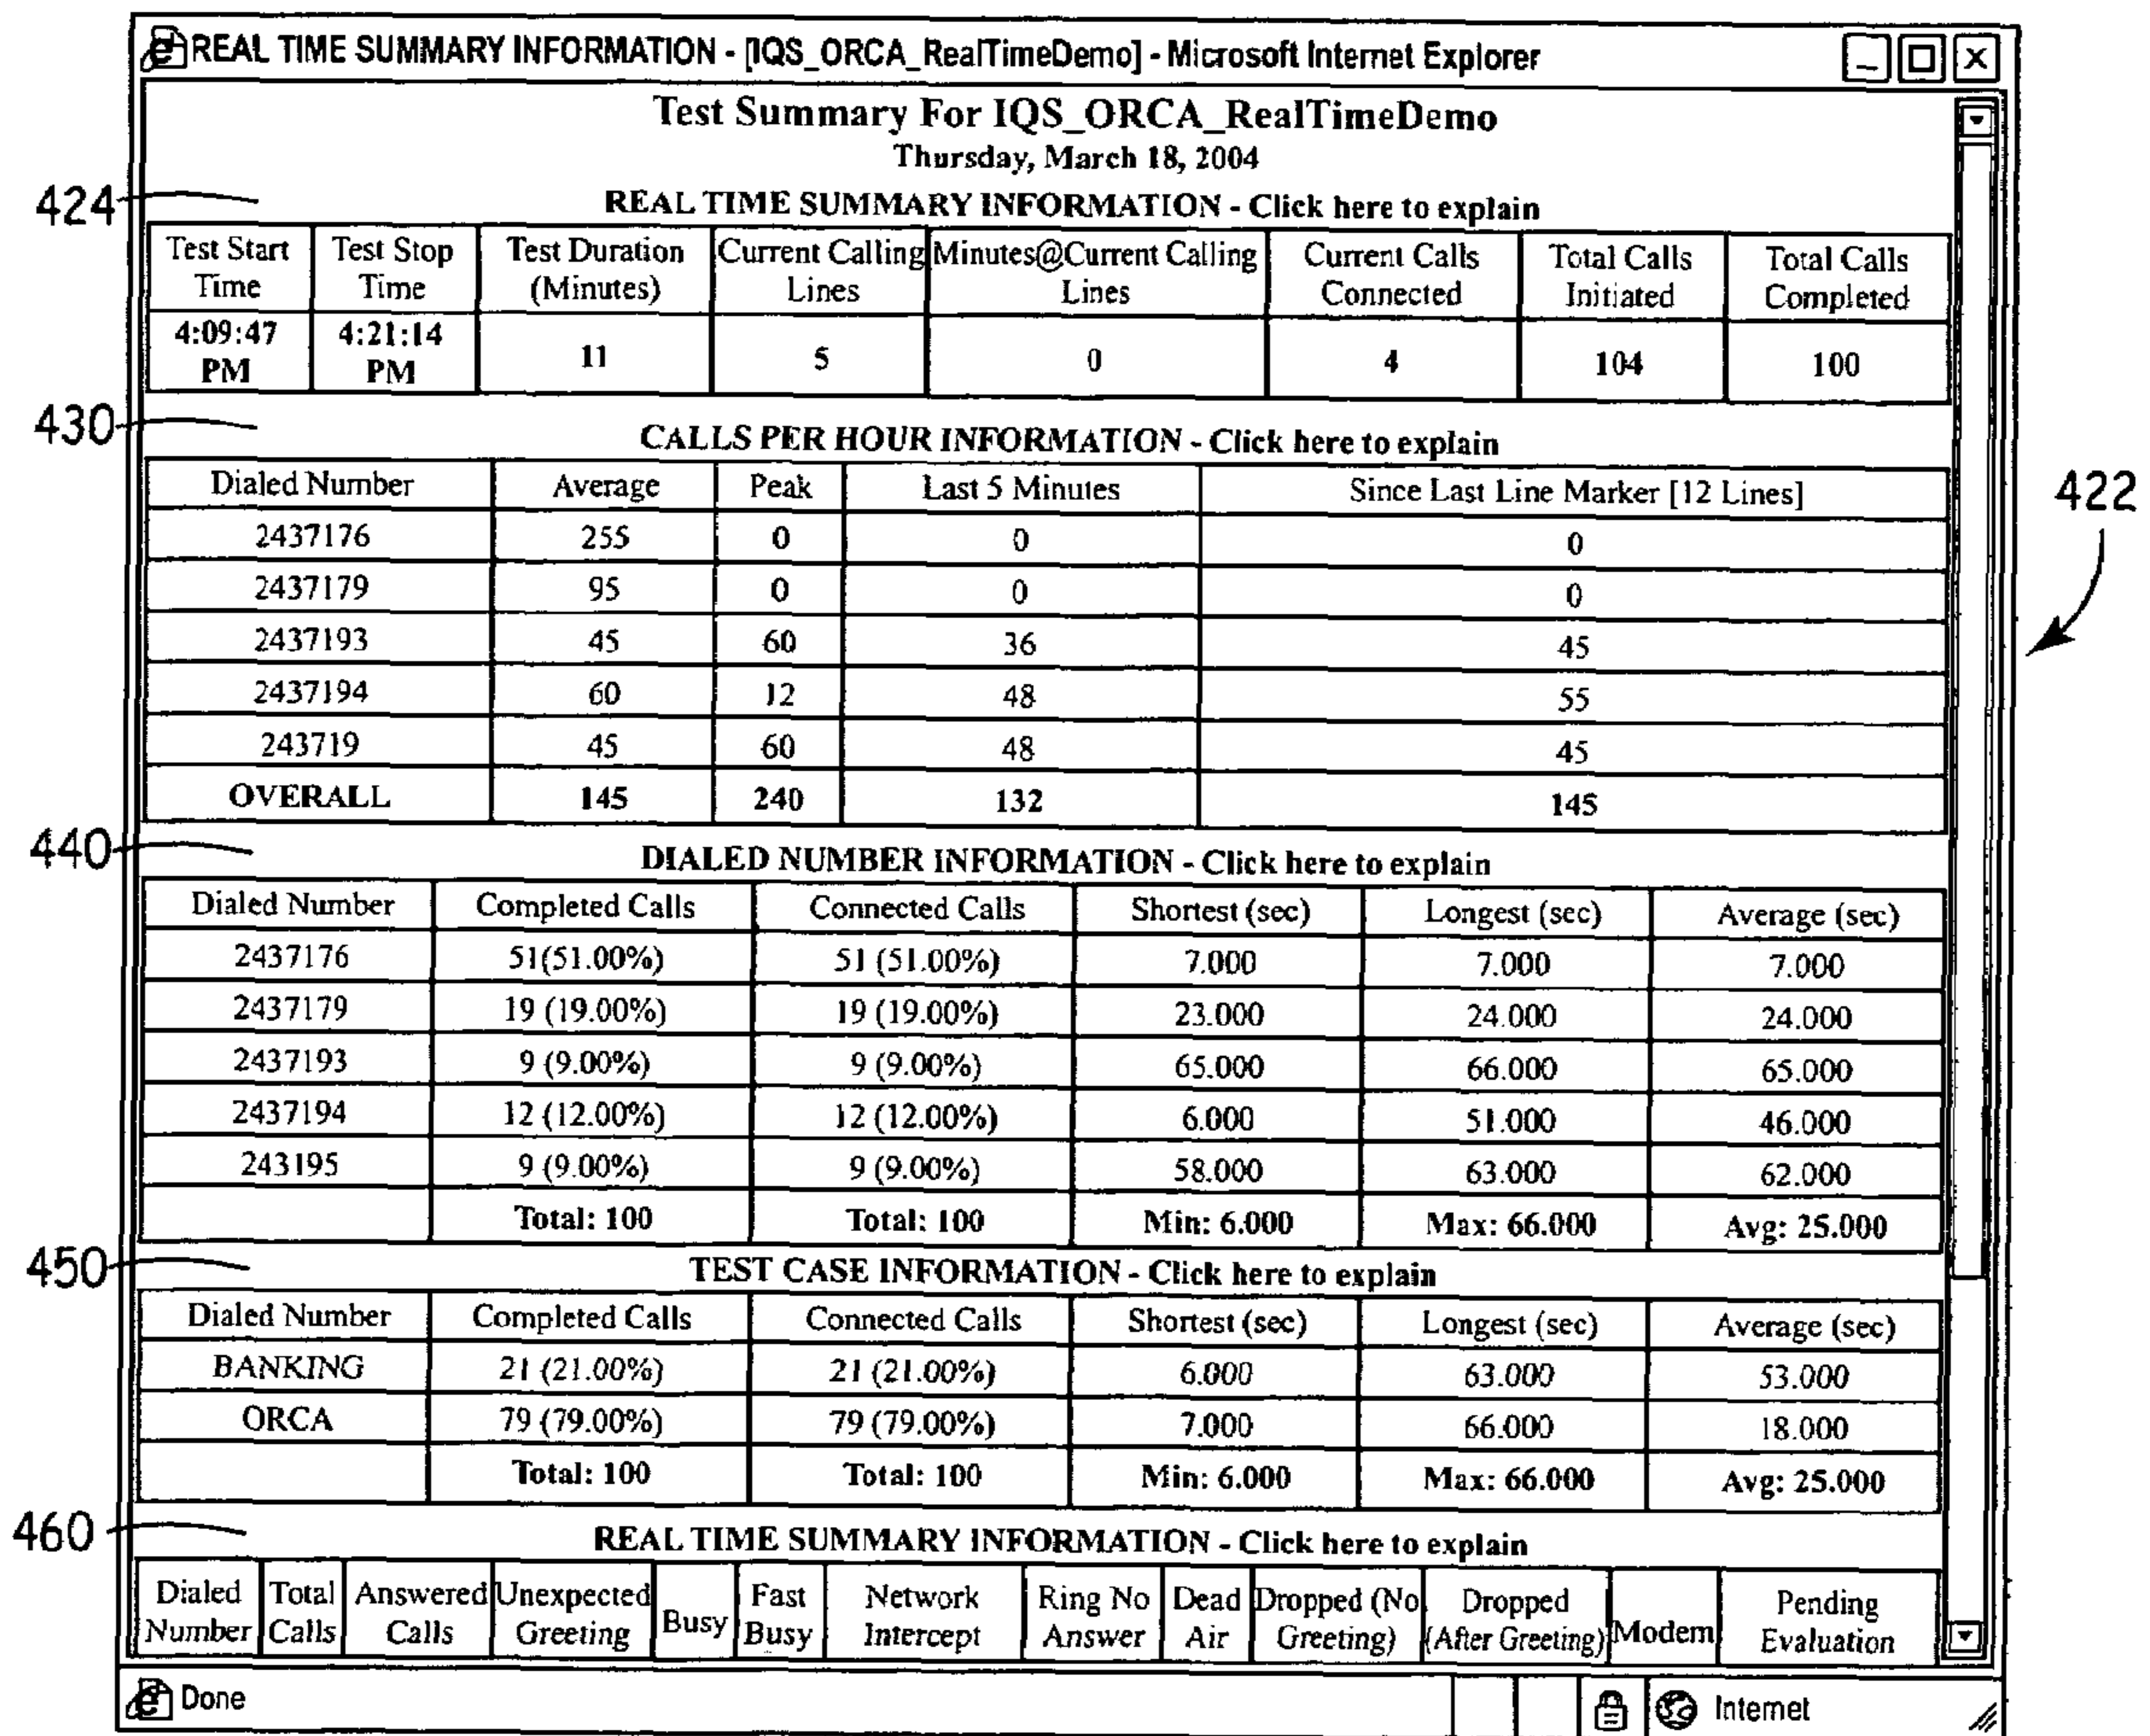 REAL TIME SUMMARY INFORMATION - [IQS_ORCA_RealTimeDemo] - Microsoft Internet Explorer
Test Summary For IQS_ORCA_RealTimeDemo
Thursday, March 18, 2004
424
REAL TIME SUMMARY INFORMATION - Click here to explain
Test Start Time | Test Stop Time | Test Duration (Minutes) | Current Calling Lines | Minutes@Current Calling Lines | Current Calls Connected | Total Calls Initiated | Total Calls Completed
4:09:47 PM | 4:21:14 PM | 11 | 5 | 0 | 4 | 104 | 100
430
CALLS PER HOUR INFORMATION - Click here to explain
Dialed Number | Average | Peak | Last 5 Minutes | Since Last Line Marker [12 Lines]
422
2437176 | 255 | 0 | 0 | 0
2437179 | 95 | 0 | 0 | 0
2437193 | 45 | 60 | 36 | 45
2437194 | 60 | 12 | 48 | 55
243719 | 45 | 60 | 48 | 45
OVERALL | 145 | 240 | 132 | 145
440
DIALED NUMBER INFORMATION - Click here to explain
Dialed Number | Completed Calls | Connected Calls | Shortest (sec) | Longest (sec) | Average (sec)
2437176 | 51(51.00%) | 51 (51.00%) | 7.000 | 7.000 | 7.000
2437179 | 19 (19.00%) | 19 (19.00%) | 23.000 | 24.000 | 24.000
2437193 | 9 (9.00%) | 9 (9.00%) | 65.000 | 66.000 | 65.000
2437194 | 12 (12.00%) | 12 (12.00%) | 6.000 | 51.000 | 46.000
243195 | 9 (9.00%) | 9 (9.00%) | 58.000 | 63.000 | 62.000
Total: 100 | Total: 100 | Min: 6.000 | Max: 66.000 | Avg: 25.000
450
TEST CASE INFORMATION - Click here to explain
Dialed Number | Completed Calls | Connected Calls | Shortest (sec) | Longest (sec) | Average (sec)
BANKING | 21 (21.00%) | 21 (21.00%) | 6.000 | 63.000 | 53.000
ORCA | 79 (79.00%) | 79 (79.00%) | 7.000 | 66.000 | 18.000
Total: 100 | Total: 100 | Min: 6.000 | Max: 66.000 | Avg: 25.000
460
REAL TIME SUMMARY INFORMATION - Click here to explain
Dialed Number | Total Calls | Answered Calls | Unexpected Greeting | Busy | Fast Busy | Network Intercept | Ring No Answer | Dead Air | Dropped (No Greeting) | Dropped (After Greeting) | Modem | Pending Evaluation
Done
Internet